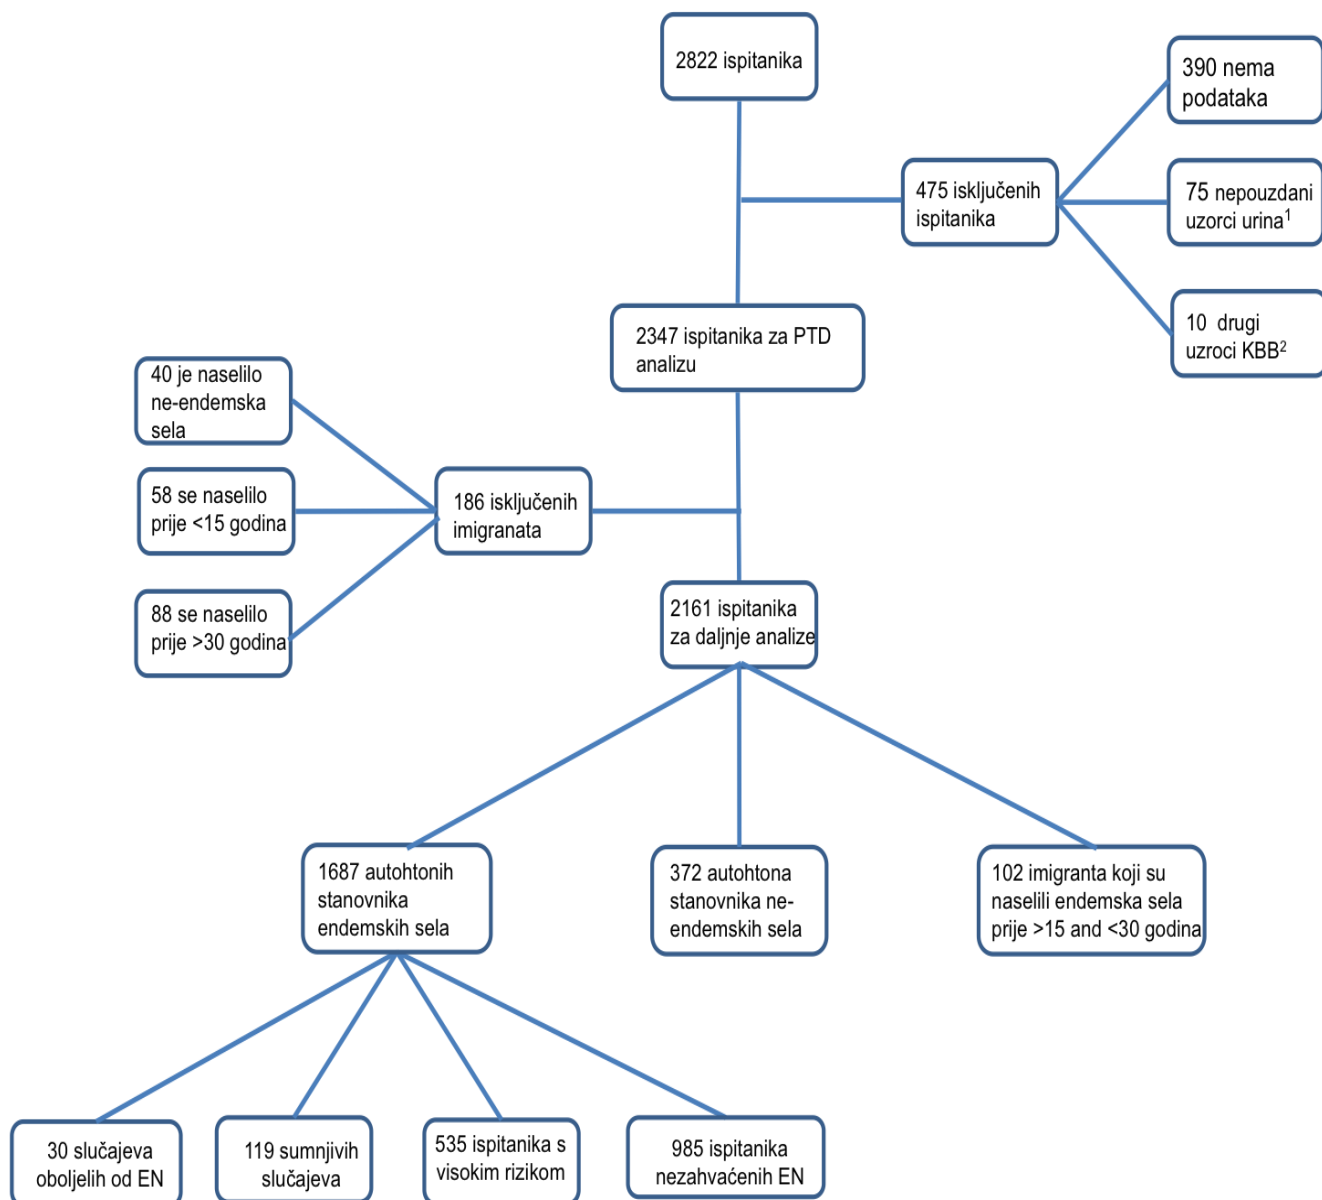 2822 ispitanika
390 nema
podataka
475 isključenih
ispitanika
75 nepouzdani
uzorci urina¹
10 drugi
uzroci KBB²
2347 ispitanika za PTD
analizu
40 je naselilo
ne-endemska
sela
58 se naselilo
prije <15 godina
186 isključenih
imigranata
88 se naselilo
prije >30 godina
2161 ispitanika
za daljnje analize
1687 autohtonih
stanovnika
endemskih sela
372 autohtona
stanovnika ne-
endemskih sela
102 imigranta koji su
naselili endemska sela
prije >15 and <30 godina
30 slučajeva
oboljelih od EN
119 sumnjivih
slučajeva
535 ispitanika s
visokim rizikom
985 ispitanika
nezahvaćenih EN